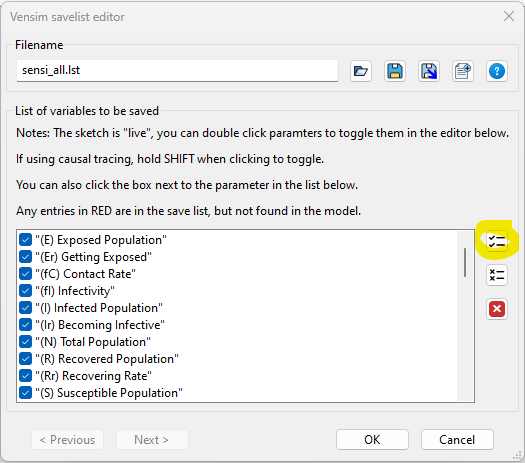 Vensim savelist editor
Filename
sensi_all.lst
?
List of variables to be saved
Notes: The sketch is "live", you can double click paramters to toggle them in the editor below.
If using causal tracing, hold SHIFT when clicking to toggle.
You can also click the box next to the parameter in the list below.
Any entries in RED are in the save list, but not found in the model.
"(E) Exposed Population"
"(Er) Getting Exposed"
"(fC) Contact Rate"
"(fI) Infectivity"
"(I) Infected Population"
"(Ir) Becoming Infective"
"(N) Total Population"
"(R) Recovered Population"
"(Rr) Recovering Rate"
"(S) Susceptible Population"
< Previous
Next >
OK
Cancel